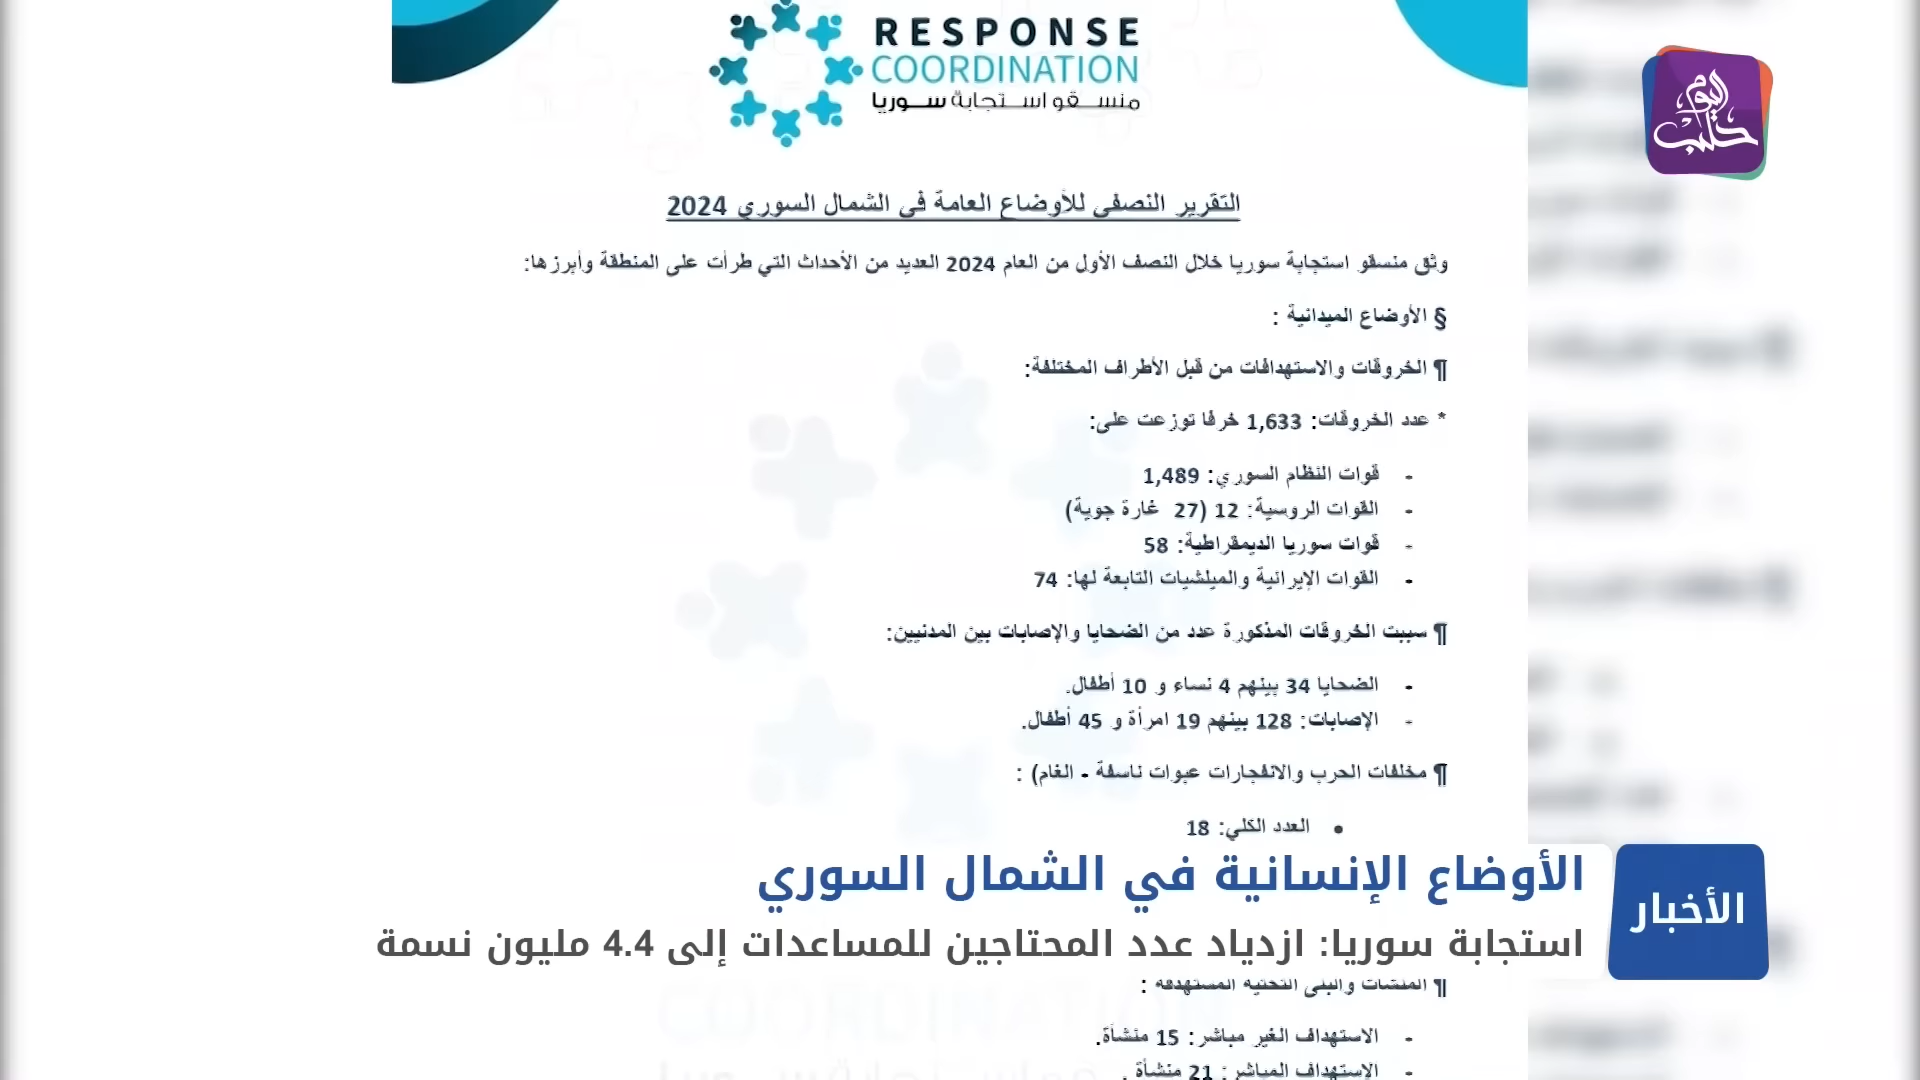 RESPONSE
COORDINATION
منسقو استجابة سوريا
حلب اليوم
التقرير النصفي للأوضاع العامة في الشمال السوري 2024
وثق منسقو استجابة سوريا خلال النصف الأول من العام 2024 العديد من الأحداث التي طرأت على المنطقة وأبرزها:
§ الأوضاع الميدانية :
¶ الخروقات والاستهدافات من قبل الأطراف المختلفة:
* عدد الخروقات: 1,633 خرقا توزعت على:
- قوات النظام السوري: 1,489
- القوات الروسية: 12 (27 غارة جوية)
- قوات سوريا الديمقراطية: 58
- القوات الإيرانية والميلشيات التابعة لها: 74
¶ سببت الخروقات المذكورة عدد من الضحايا والإصابات بين المدنيين:
- الضحايا 34 بينهم 4 نساء و 10 أطفال.
- الإصابات: 128 بينهم 19 امرأة و 45 أطفال.
¶ مخلفات الحرب والانفجارات عبوات ناسفة - الغام) :
• العدد الكلي: 18
الأوضاع الإنسانية في الشمال السوري
الأخبار
استجابة سوريا: ازدياد عدد المحتاجين للمساعدات إلى 4.4 مليون نسمة
¶ المنشآت والبنى التحتية المستهدفة :
- الاستهداف الغير مباشر: 15 منشأة.
- الاستهداف المباشر: 21 منشأة .